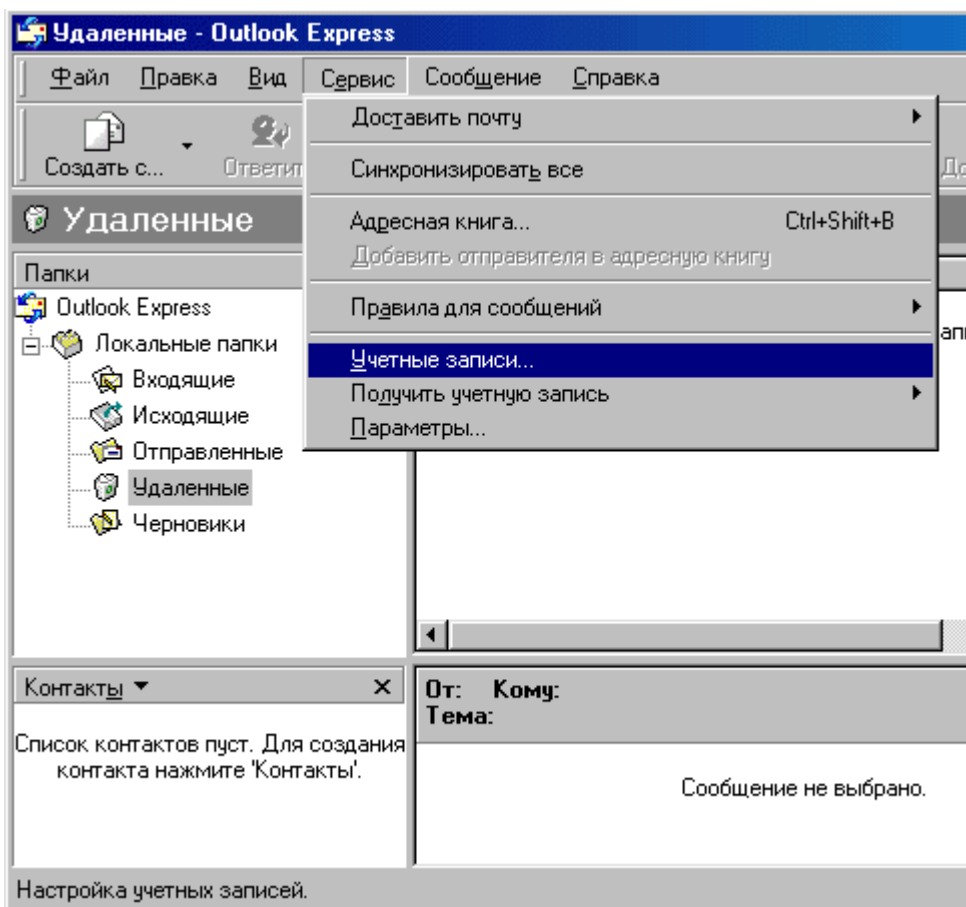 Удаленные - Outlook Express
Файл Правка Вид Сервис Сообщение Справка
Создать с...
Доставить почту
Синхронизировать все
Адресная книга... Ctrl+Shift+B
Добавить отправителя в адресную книгу
Правила для сообщений
Учетные записи...
Получить учетную запись
Параметры...
Удаленные
Папки
Outlook Express
Локальные папки
Входящие
Исходящие
Отправленные
Удаленные
Черновики
Контакты
Список контактов пуст. Для создания
контакта нажмите 'Контакты'.
От: Кому:
Тема:
Сообщение не выбрано.
Настройка учетных записей.